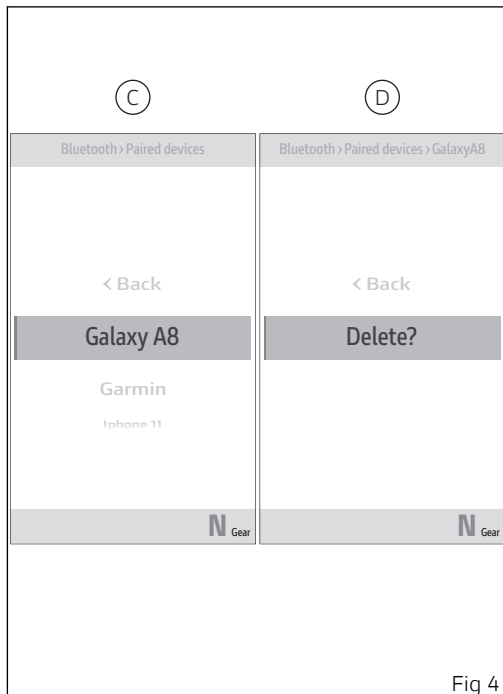 C
Bluetooth › Paired devices
‹ Back
Galaxy A8
Garmin
Iphone 11
N Gear
D
Bluetooth › Paired devices › GalaxyA8
‹ Back
Delete?
N Gear
Fig 4